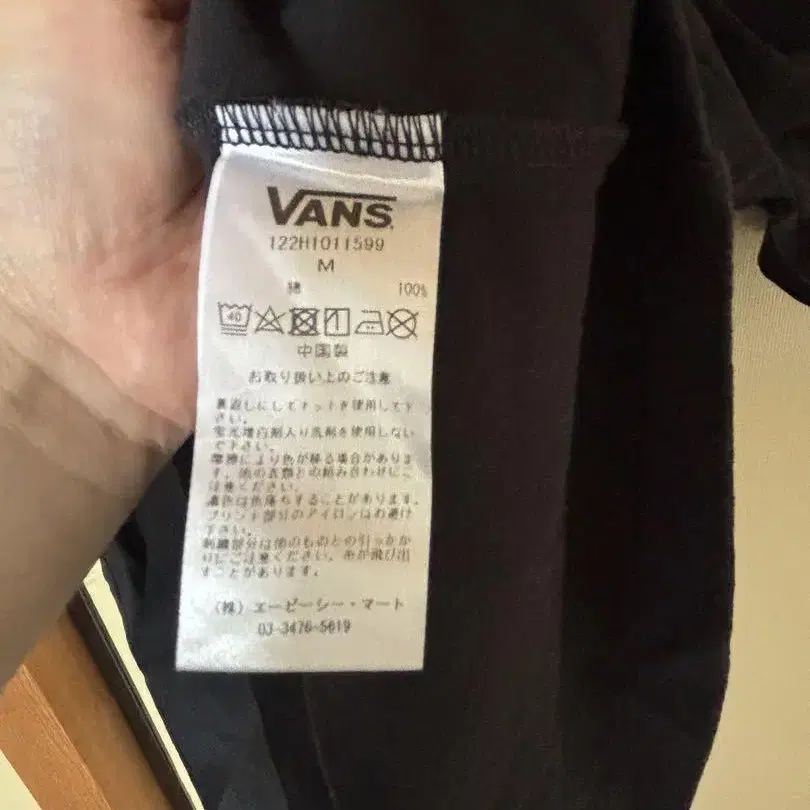 VANS
122H1011599
M
綿 100%
40
中国製
お取り扱い上のご注意
裏返しにしてネットを使用して下
さい。
蛍光増白剤入り洗剤を使用しない
で下さい。
摩擦により色が移る場合がありま
す。他の衣類との組み合わせにご
注意ください。
濃色は色落ちすることがあります。
プリント部分のアイロンはお避け
下さい。
刺繍部分は他のものとの引っかか
りにご注意ください。糸が飛び出
すことがあります。
(株) エービーシー・マート
03-3476-5619